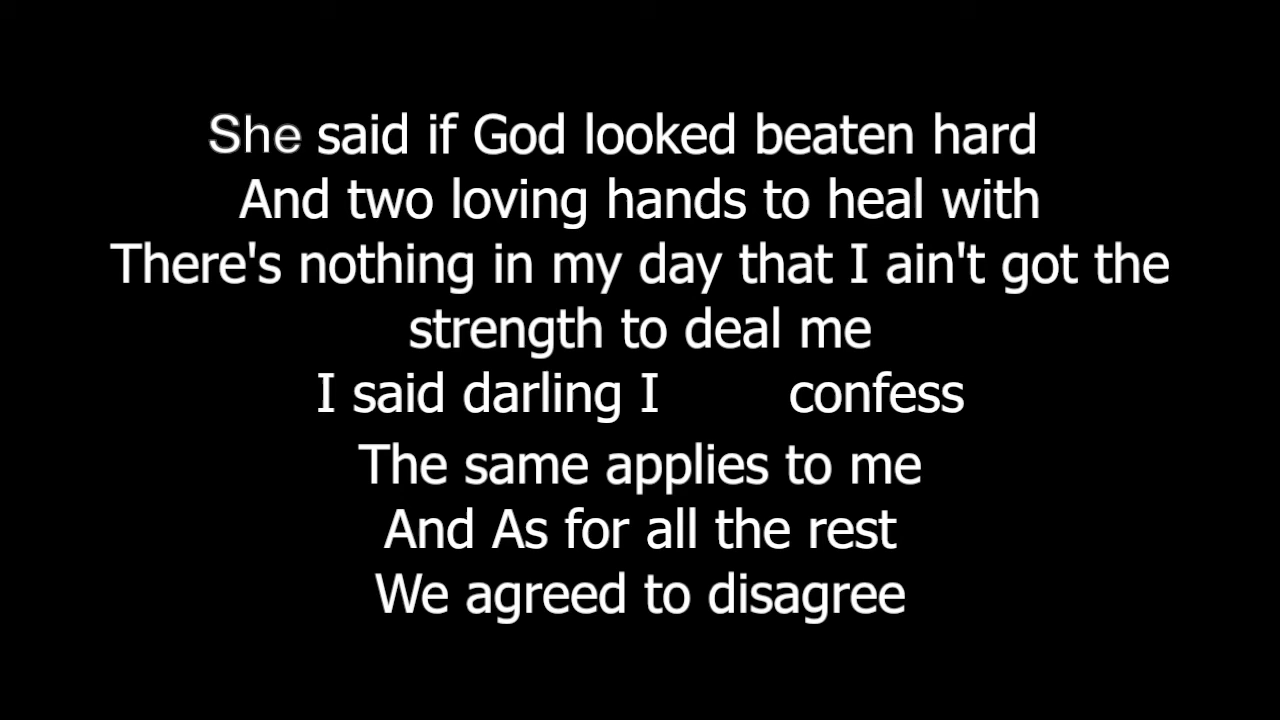 She said if God looked beaten hard
And two loving hands to heal with
There's nothing in my day that I ain't got the
strength to deal me
I said darling I confess
The same applies to me
And As for all the rest
We agreed to disagree